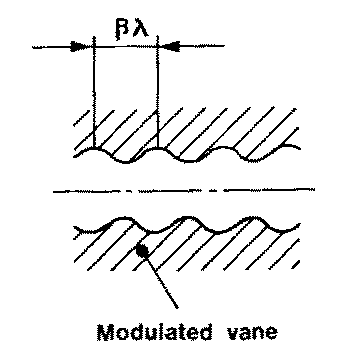 βλ
Modulated vane